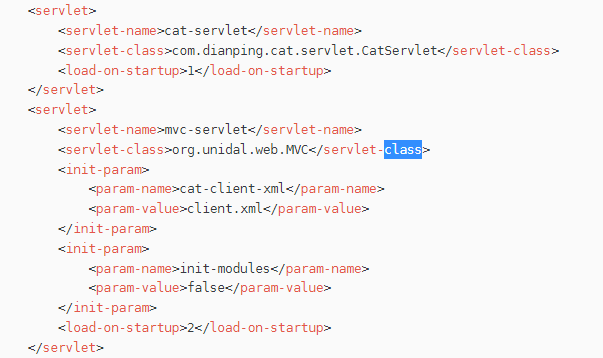 <servlet>
<servlet-name>cat-servlet</servlet-name>
<servlet-class>com.dianping.cat.servlet.CatServlet</servlet-class>
<load-on-startup>1</load-on-startup>
</servlet>
<servlet>
<servlet-name>mvc-servlet</servlet-name>
<servlet-class>org.unidal.web.MVC</servlet-class>
<init-param>
<param-name>cat-client-xml</param-name>
<param-value>client.xml</param-value>
</init-param>
<init-param>
<param-name>init-modules</param-name>
<param-value>false</param-value>
</init-param>
<load-on-startup>2</load-on-startup>
</servlet>